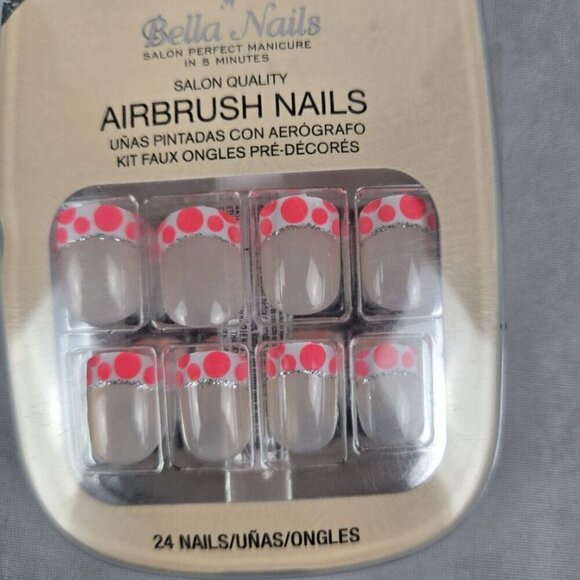 Bella Nails
SALON PERFECT MANICURE
IN 5 MINUTES
SALON QUALITY
AIRBRUSH NAILS
UÑAS PINTADAS CON AERÓGRAFO
KIT FAUX ONGLES PRÉ-DÉCORÉS
24 NAILS/UÑAS/ONGLES